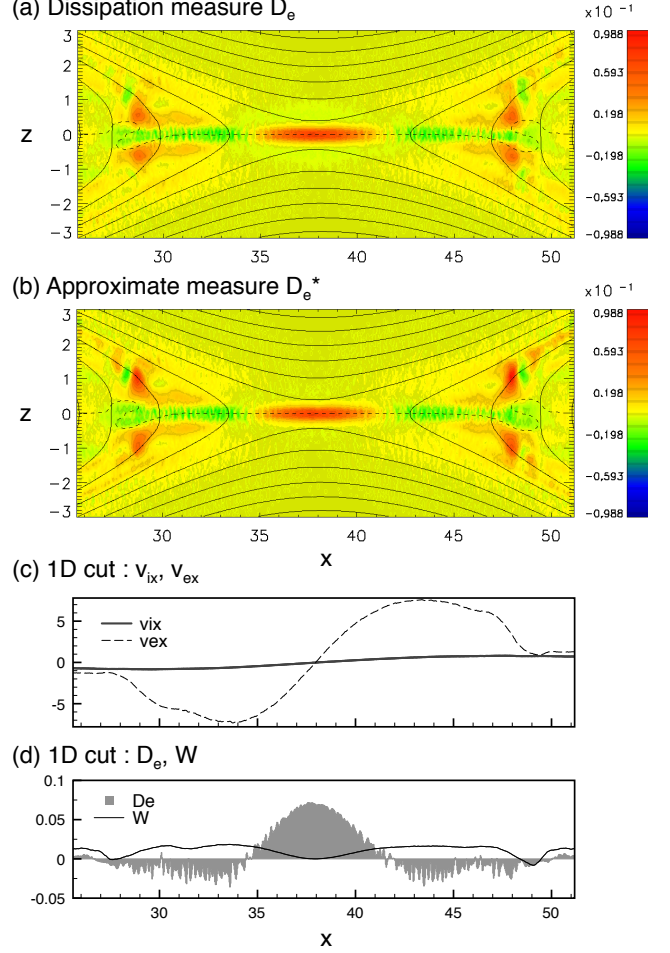 (a) Dissipation measure De
x10 −1
3
2
1
z 0
−1
−2
−3
30 35 40 45 50
0.988
0.593
0.198
−0.198
−0.593
−0.988
(b) Approximate measure De*
x10 −1
3
2
1
z 0
−1
−2
−3
30 35 40 45 50
x
0.988
0.593
0.198
−0.198
−0.593
−0.988
(c) 1D cut : vix, vex
5
0
-5
vix
vex
(d) 1D cut : De, W
0.1
0.05
0
-0.05
De
W
30 35 40 45 50
x